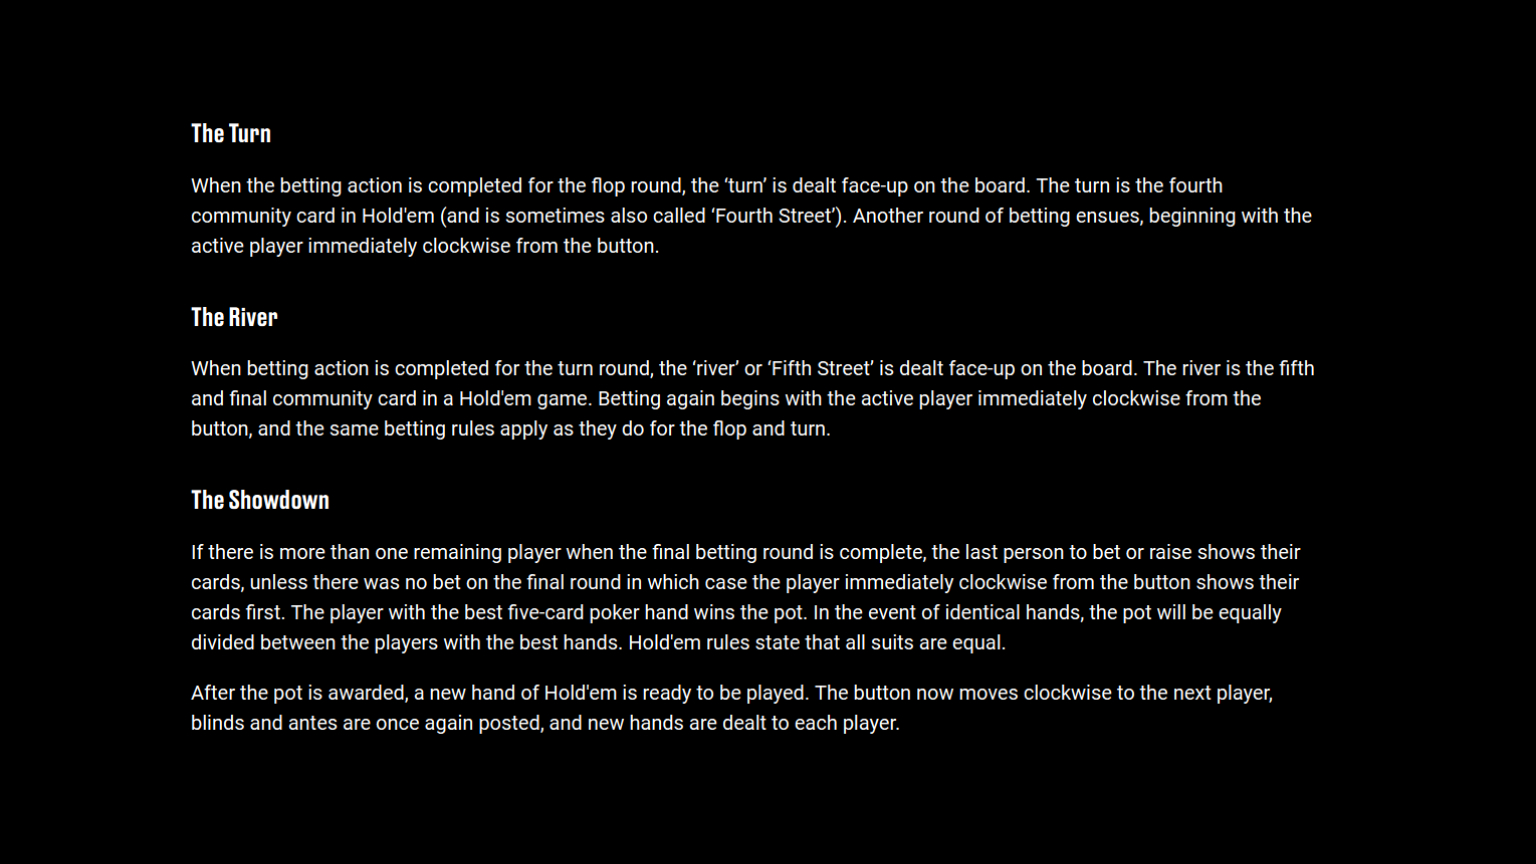 The Turn
When the betting action is completed for the flop round, the ‘turn’ is dealt face-up on the board. The turn is the fourth
community card in Hold'em (and is sometimes also called ‘Fourth Street’). Another round of betting ensues, beginning with the
active player immediately clockwise from the button.
The River
When betting action is completed for the turn round, the ‘river’ or ‘Fifth Street’ is dealt face-up on the board. The river is the fifth
and final community card in a Hold'em game. Betting again begins with the active player immediately clockwise from the
button, and the same betting rules apply as they do for the flop and turn.
The Showdown
If there is more than one remaining player when the final betting round is complete, the last person to bet or raise shows their
cards, unless there was no bet on the final round in which case the player immediately clockwise from the button shows their
cards first. The player with the best five-card poker hand wins the pot. In the event of identical hands, the pot will be equally
divided between the players with the best hands. Hold'em rules state that all suits are equal.
After the pot is awarded, a new hand of Hold'em is ready to be played. The button now moves clockwise to the next player,
blinds and antes are once again posted, and new hands are dealt to each player.